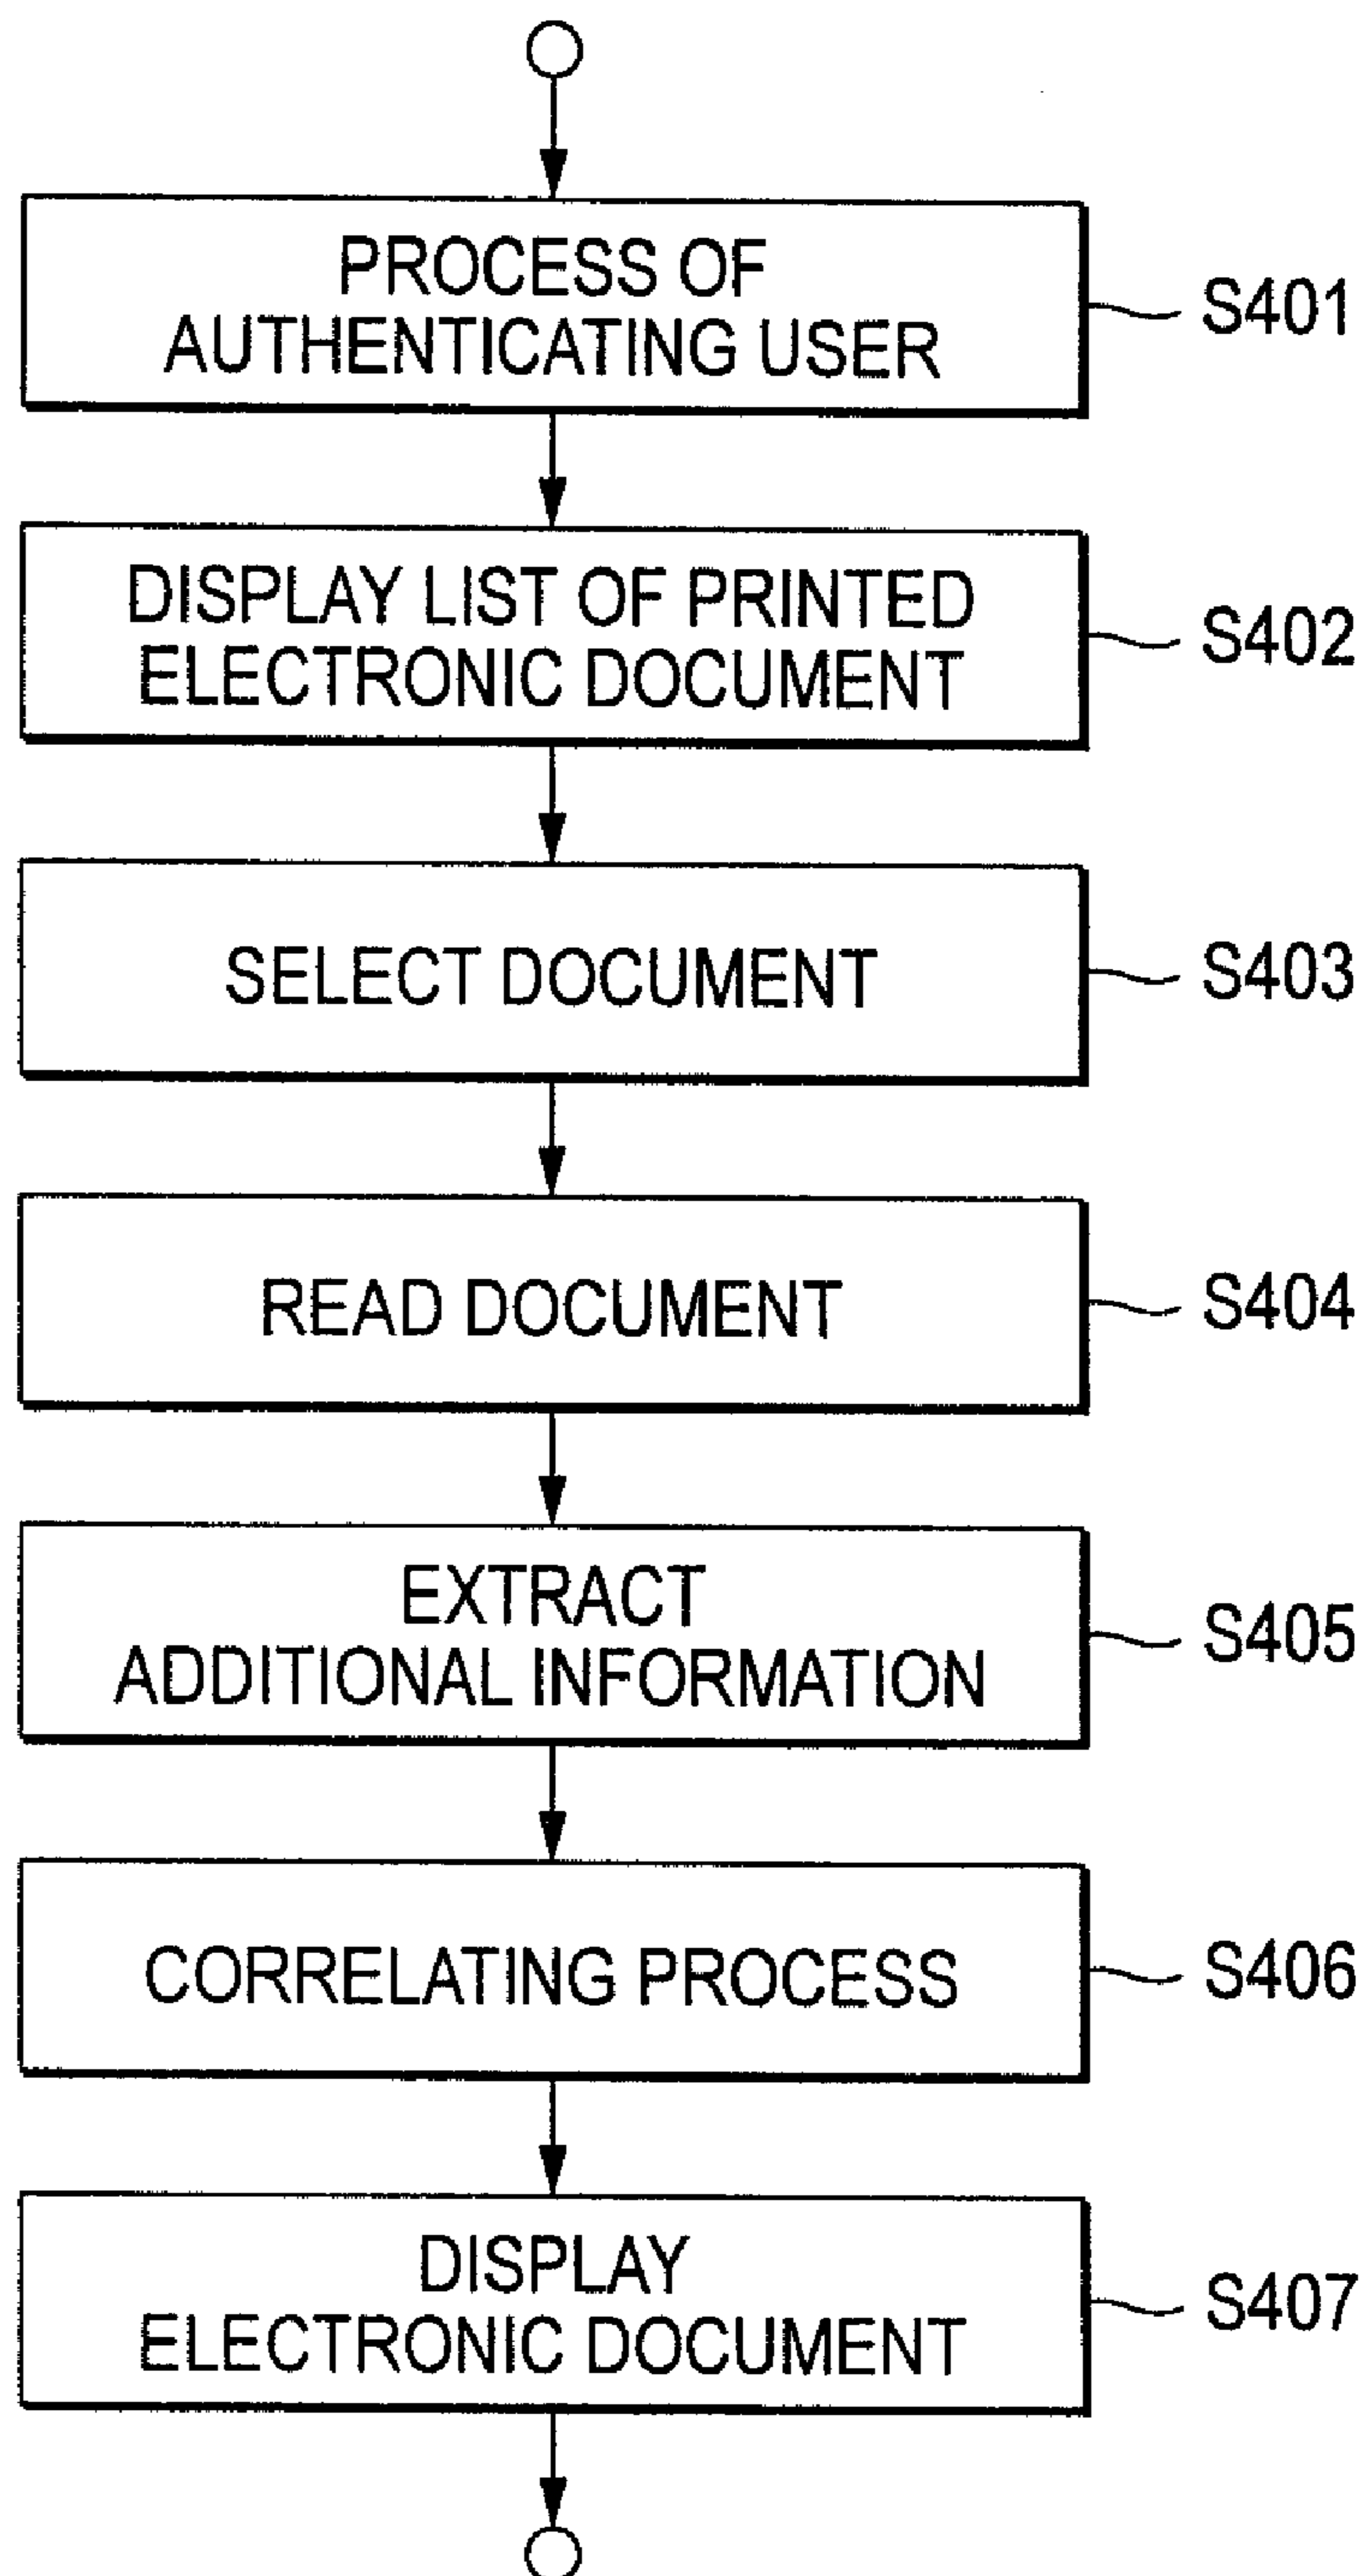 PROCESS OF
AUTHENTICATING USER
S401
DISPLAY LIST OF PRINTED
ELECTRONIC DOCUMENT
S402
SELECT DOCUMENT
S403
READ DOCUMENT
S404
EXTRACT
ADDITIONAL INFORMATION
S405
CORRELATING PROCESS
S406
DISPLAY
ELECTRONIC DOCUMENT
S407